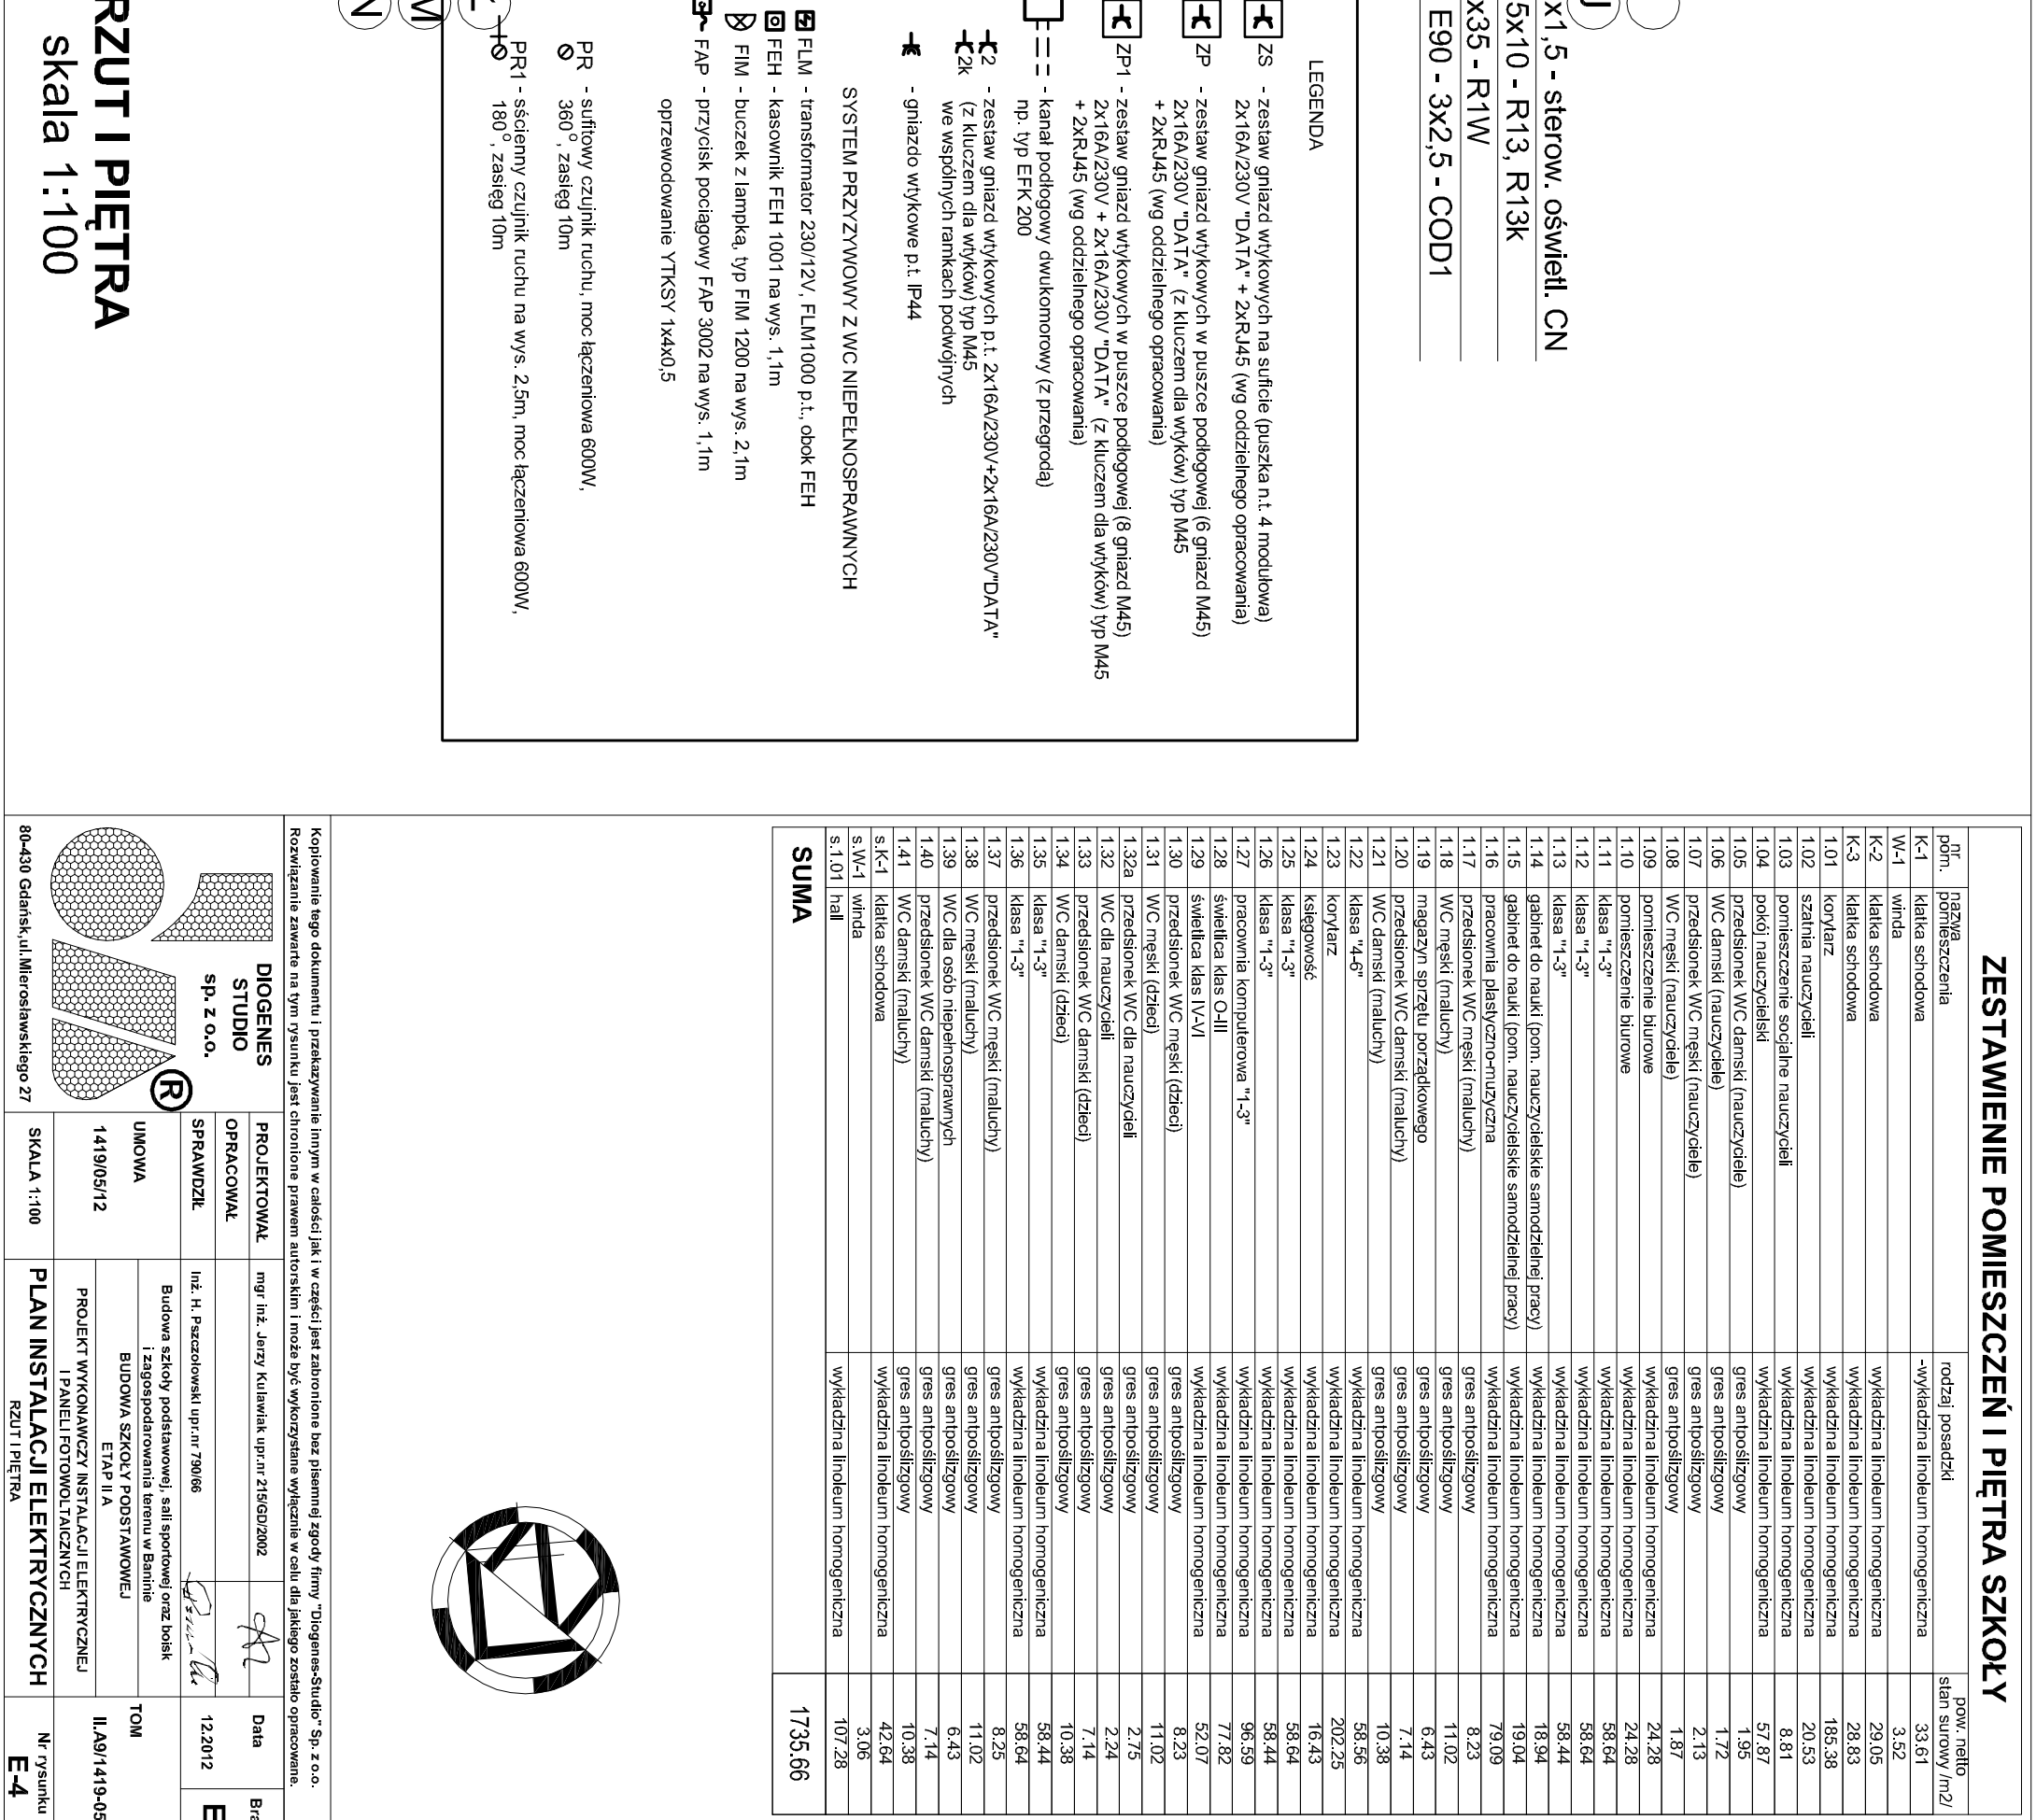 x1,5 - sterow. oświetl. CN
5x10 - R13, R13k
x35 - R1W
E90 - 3x2,5 - COD1
J
LEGENDA
ZS - zestaw gniazd wtykowych na suficie (puszka n.t. 4 modułowa)
2x16A/230V "DATA" + 2xRJ45 (wg oddzielnego opracowania)
ZP - zestaw gniazd wtykowych w puszce podłogowej (6 gniazd M45)
2x16A/230V "DATA" (z kluczem dla wtyków) typ M45
+ 2xRJ45 (wg oddzielnego opracowania)
ZP1 - zestaw gniazd wtykowych w puszce podłogowej (8 gniazd M45)
2x16A/230V + 2x16A/230V "DATA" (z kluczem dla wtyków) typ M45
+ 2xRJ45 (wg oddzielnego opracowania)
- kanał podłogowy dwukomorowy (z przegrodą)
np. typ EFK 200
2 - zestaw gniazd wtykowych p.t. 2x16A/230V+2x16A/230V"DATA"
2k (z kluczem dla wtyków) typ M45
we wspólnych ramkach podwójnych
- gniazdo wtykowe p.t. IP44
SYSTEM PRZYZYWOWY Z WC NIEPEŁNOSPRAWNYCH
FLM - transformator 230/12V, FLM1000 p.t., obok FEH
FEH - kasownik FEH 1001 na wys. 1,1m
FIM - buczek z lampką, typ FIM 1200 na wys. 2,1m
FAP - przycisk pociągowy FAP 3002 na wys. 1,1m
oprzewodowanie YTKSY 1x4x0,5
PR - sufitowy czujnik ruchu, moc łączeniowa 600W,
360°, zasięg 10m
PR1 - sścienny czujnik ruchu na wys. 2,5m, moc łączeniowa 600W,
180°, zasięg 10m
M
N
RZUT I PIĘTRA
skala 1:100
ZESTAWIENIE POMIESZCZEŃ I PIĘTRA SZKOŁY
nr. pom. nazwa pomieszczenia rodzaj posadzki pow. netto stan surowy /m2/
K-1 klatka schodowa -wykładzina linoleum homogeniczna 33.61
W-1 winda 3.52
K-2 klatka schodowa wykładzina linoleum homogeniczna 29.05
K-3 klatka schodowa wykładzina linoleum homogeniczna 28.83
1.01 korytarz wykładzina linoleum homogeniczna 185.38
1.02 szatnia nauczycieli wykładzina linoleum homogeniczna 20.53
1.03 pomieszczenie socjalne nauczycieli wykładzina linoleum homogeniczna 8.81
1.04 pokój nauczycielski wykładzina linoleum homogeniczna 57.87
1.05 przedsionek WC damski (nauczyciele) gres antpoślizgowy 1.95
1.06 WC damski (nauczyciele) gres antpoślizgowy 1.72
1.07 przedsionek WC męski (nauczyciele) gres antpoślizgowy 2.13
1.08 WC męski (nauczyciele) gres antpoślizgowy 1.87
1.09 pomieszczenie biurowe wykładzina linoleum homogeniczna 24.28
1.10 pomieszczenie biurowe wykładzina linoleum homogeniczna 24.28
1.11 klasa "1-3" wykładzina linoleum homogeniczna 58.64
1.12 klasa "1-3" wykładzina linoleum homogeniczna 58.64
1.13 klasa "1-3" wykładzina linoleum homogeniczna 58.44
1.14 gabinet do nauki (pom. nauczycielskie samodzielnej pracy) wykładzina linoleum homogeniczna 18.94
1.15 gabinet do nauki (pom. nauczycielskie samodzielnej pracy) wykładzina linoleum homogeniczna 19.04
1.16 pracownia plastyczno-muzyczna wykładzina linoleum homogeniczna 79.09
1.17 przedsionek WC męski (maluchy) gres antpoślizgowy 8.23
1.18 WC męski (maluchy) gres antpoślizgowy 11.02
1.19 magazyn sprzętu porządkowego gres antpoślizgowy 6.43
1.20 przedsionek WC damski (maluchy) gres antpoślizgowy 7.14
1.21 WC damski (maluchy) gres antpoślizgowy 10.38
1.22 klasa "4-6" wykładzina linoleum homogeniczna 58.56
1.23 korytarz wykładzina linoleum homogeniczna 202.25
1.24 księgowość wykładzina linoleum homogeniczna 16.43
1.25 klasa "1-3" wykładzina linoleum homogeniczna 58.64
1.26 klasa "1-3" wykładzina linoleum homogeniczna 58.44
1.27 pracownia komputerowa "1-3" wykładzina linoleum homogeniczna 96.59
1.28 świetlica klas O-III wykładzina linoleum homogeniczna 77.82
1.29 świetlica klas IV-VI wykładzina linoleum homogeniczna 52.07
1.30 przedsionek WC męski (dzieci) gres antpoślizgowy 8.23
1.31 WC męski (dzieci) gres antpoślizgowy 11.02
1.32a przedsionek WC dla nauczycieli gres antpoślizgowy 2.75
1.32 WC dla nauczycieli gres antpoślizgowy 2.24
1.33 przedsionek WC damski (dzieci) gres antpoślizgowy 7.14
1.34 WC damski (dzieci) gres antpoślizgowy 10.38
1.35 klasa "1-3" wykładzina linoleum homogeniczna 58.44
1.36 klasa "1-3" wykładzina linoleum homogeniczna 58.64
1.37 przedsionek WC męski (maluchy) gres antpoślizgowy 8.25
1.38 WC męski (maluchy) gres antpoślizgowy 11.02
1.39 WC dla osób niepełnosprawnych gres antpoślizgowy 6.43
1.40 przedsionek WC damski (maluchy) gres antpoślizgowy 7.14
1.41 WC damski (maluchy) gres antpoślizgowy 10.38
s.K-1 klatka schodowa wykładzina linoleum homogeniczna 42.64
s.W-1 winda 3.06
s.1.01 hall wykładzina linoleum homogeniczna 107.28
SUMA 1735.66
Kopiowanie tego dokumentu i przekazywanie innym w całości jak i w części jest zabronione bez pisemnej zgody firmy "Diogenes-Studio" Sp. z o.o.
Rozwiązanie zawarte na tym rysunku jest chronione prawem autorskim i może być wykorzystane wyłącznie w celu dla jakiego zostało opracowane.
DIOGENES
STUDIO
sp. z o.o.
®
80-430 Gdańsk,ul.Mierosławskiego 27
PROJEKTOWAŁ mgr inż. Jerzy Kulawiak upr.nr 215/GD/2002
OPRACOWAŁ
SPRAWDZIŁ Inż. H. Pszczołowski upr.nr 790/66
Data
12.2012
Bra
E
UMOWA
1419/05/12
Budowa szkoły podstawowej, sali sportowej oraz boisk
i zagospodarowania terenu w Baninie
BUDOWA SZKOŁY PODSTAWOWEJ
ETAP II A
PROJEKT WYKONAWCZY INSTALACJI ELEKTRYCZNEJ
I PANELI FOTOWOLTAICZNYCH
TOM
II.A9/1419-05
SKALA 1:100
PLAN INSTALACJI ELEKTRYCZNYCH
RZUT I PIĘTRA
Nr rysunku
E-4